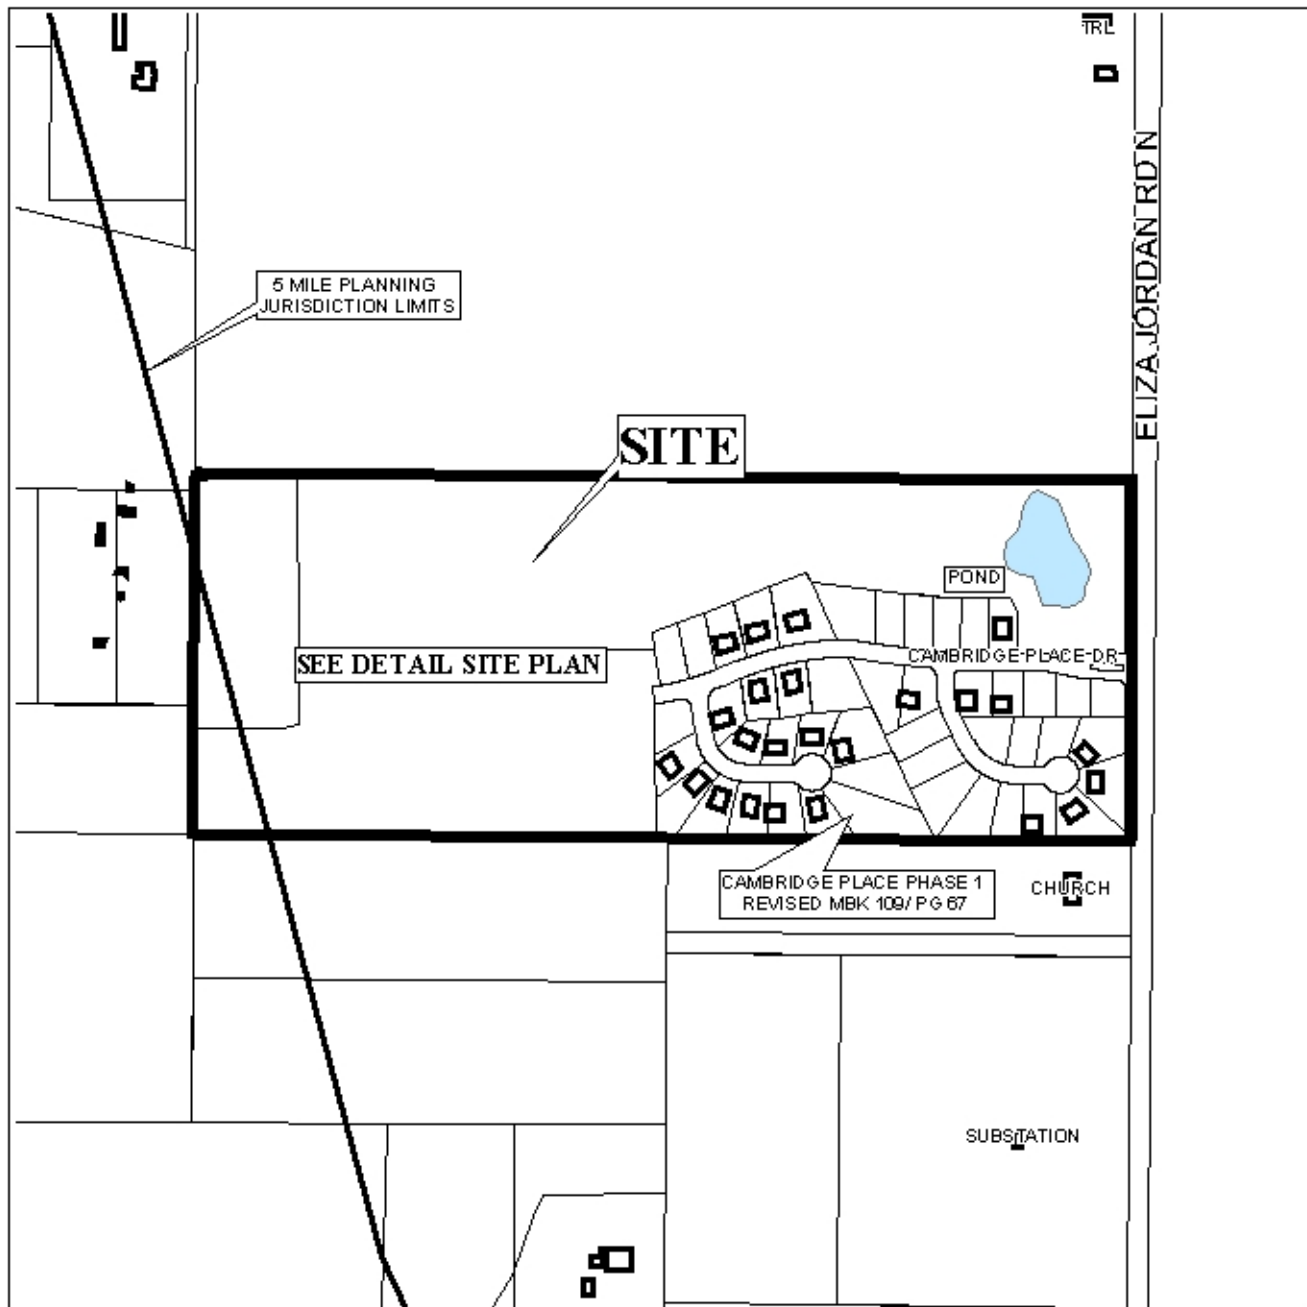 TRL
ELIZA JORDAN RD N
5 MILE PLANNING
JURISDICTION LIMITS
SITE
POND
CAMBRIDGE PLACE DR
SEE DETAIL SITE PLAN
CAMBRIDGE PLACE PHASE 1
REVISED MBK 109/ PG 67
CHURCH
SUBSTATION